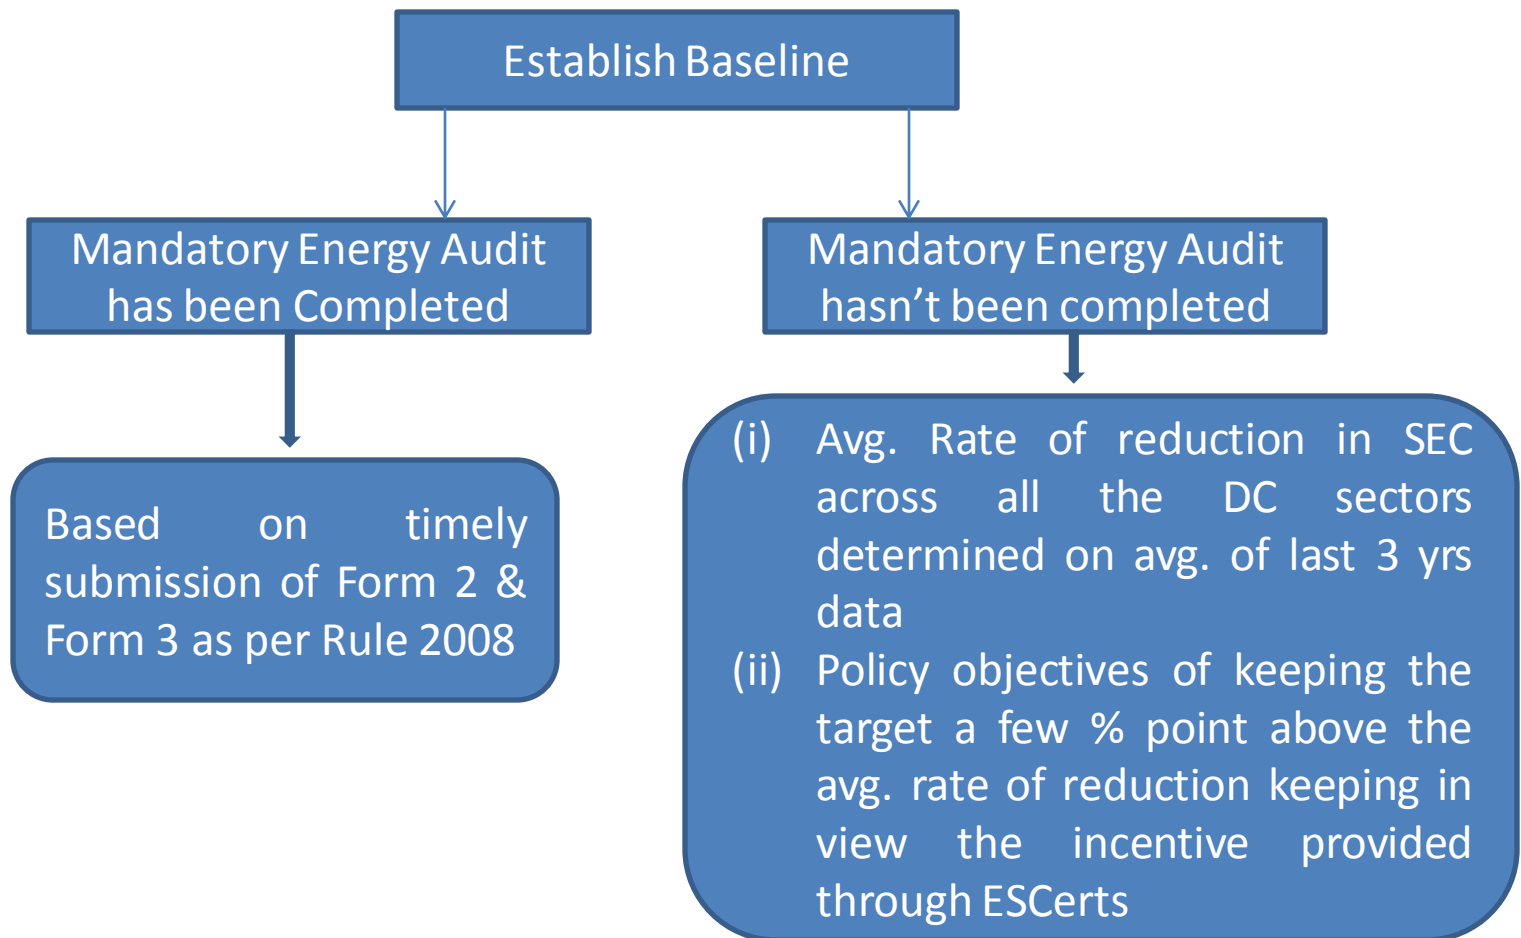 Establish Baseline
Mandatory Energy Audit
has been Completed
Mandatory Energy Audit
hasn’t been completed
Based on timely
submission of Form 2 &
Form 3 as per Rule 2008
(i) Avg. Rate of reduction in SEC
across all the DC sectors
determined on avg. of last 3 yrs
data
(ii) Policy objectives of keeping the
target a few % point above the
avg. rate of reduction keeping in
view the incentive provided
through ESCerts